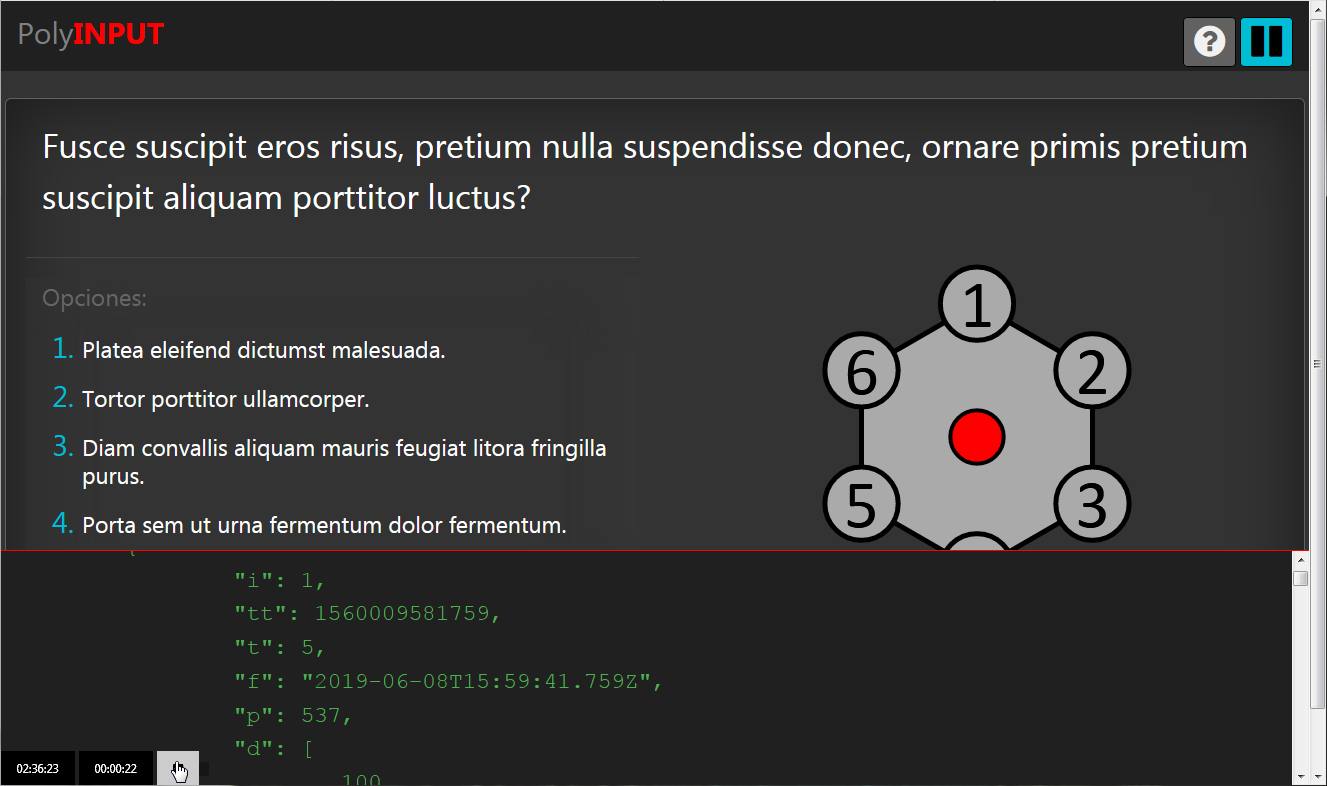 PolyINPUT
?
Fusce suscipit eros risus, pretium nulla suspendisse donec, ornare primis pretium
suscipit aliquam porttitor luctus?
Opciones:
1. Platea eleifend dictumst malesuada.
2. Tortor porttitor ullamcorper.
3. Diam convallis aliquam mauris feugiat litora fringilla
purus.
4. Porta sem ut urna fermentum dolor fermentum.
1
6
2
5
3
"i": 1,
"tt": 1560009581759,
"t": 5,
"f": "2019-06-08T15:59:41.759Z",
"p": 537,
"d": [
100
02:36:23
00:00:22